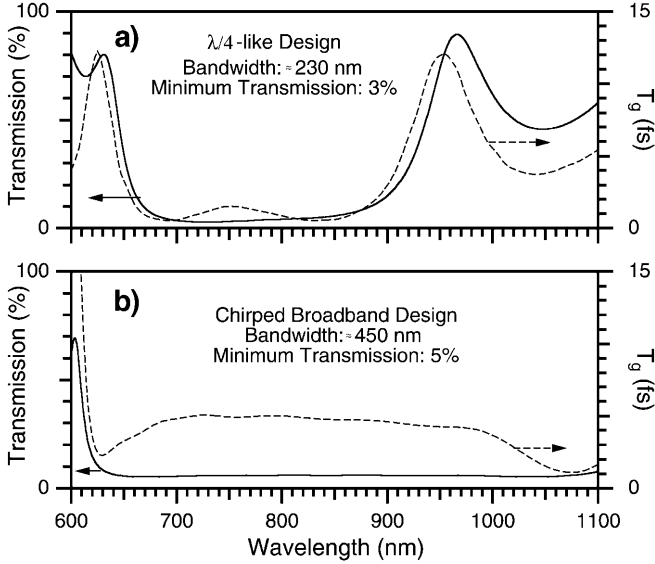 100
15
a)
λ/4-like Design
Bandwidth: ≈ 230 nm
Minimum Transmission: 3%
Transmission (%)
Tg (fs)
0
0
100
15
b)
Chirped Broadband Design
Bandwidth: ≈ 450 nm
Minimum Transmission: 5%
Transmission (%)
Tg (fs)
0
0
600 700 800 900 1000 1100
Wavelength (nm)